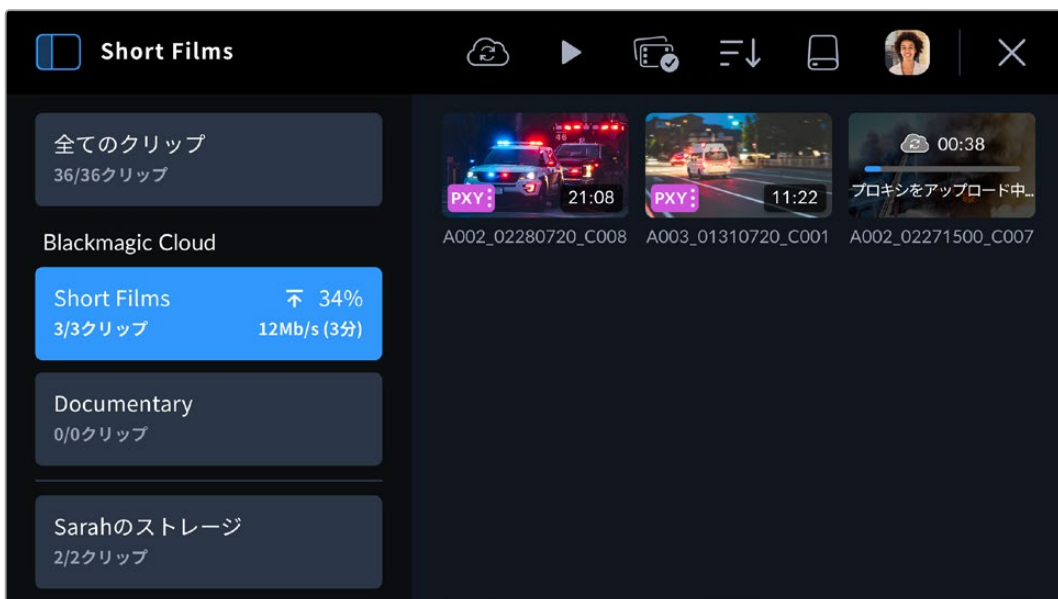 Short Films
全てのクリップ
36/36クリップ
Blackmagic Cloud
Short Films 34%
3/3クリップ 12Mb/s (3分)
Documentary
0/0クリップ
Sarahのストレージ
2/2クリップ
PXY 21:08
A002_02280720_C008
PXY 11:22
A003_01310720_C001
00:38
プロキシをアップロード中...
A002_02271500_C007